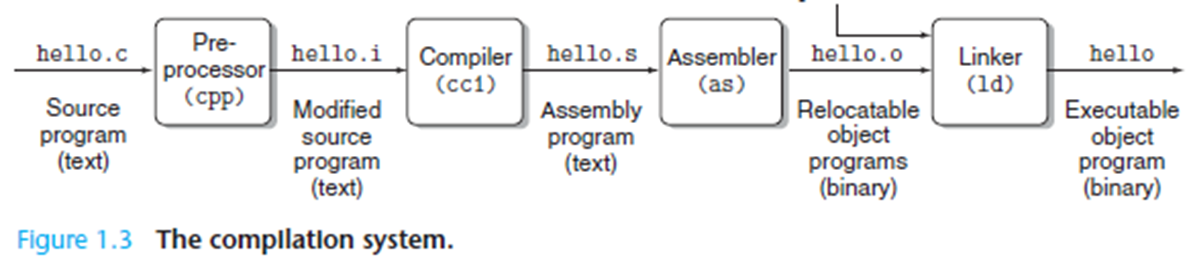 hello.c
Pre-
processor
(cpp)
hello.i
Compiler
(cc1)
hello.s
Assembler
(as)
hello.o
Linker
(ld)
hello
Source
program
(text)
Modified
source
program
(text)
Assembly
program
(text)
Relocatable
object
programs
(binary)
Executable
object
program
(binary)
Figure 1.3 The compilation system.